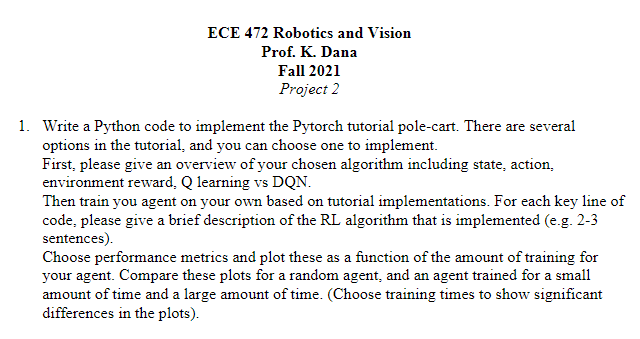 ECE 472 Robotics and Vision
Prof. K. Dana
Fall 2021
Project 2
1. Write a Python code to implement the Pytorch tutorial pole-cart. There are several
options in the tutorial, and you can choose one to implement.
First, please give an overview of your chosen algorithm including state, action,
environment reward, Q learning vs DQN.
Then train you agent on your own based on tutorial implementations. For each key line of
code, please give a brief description of the RL algorithm that is implemented (e.g. 2-3
sentences).
Choose performance metrics and plot these as a function of the amount of training for
your agent. Compare these plots for a random agent, and an agent trained for a small
amount of time and a large amount of time. (Choose training times to show significant
differences in the plots).